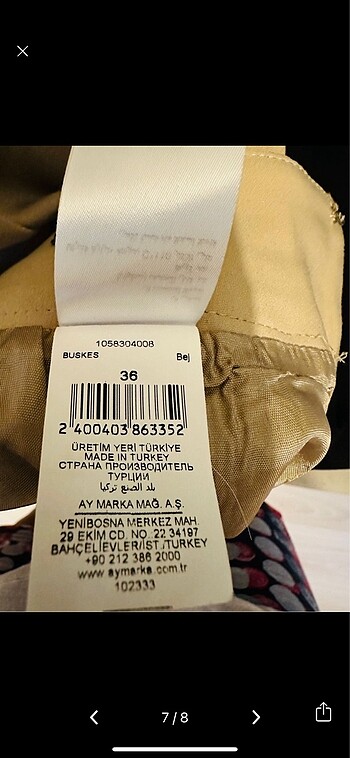 1058304008
BUSKES Bej
36
2 400403 863352
ÜRETİM YERİ TÜRKİYE
MADE IN TURKEY
СТРАНА ПРОИЗВОДИТЕЛЬ
ТУРЦИИ
بلد الصنع تركيا
AY MARKA MAĞ. A.Ş.
YENİBOSNA MERKEZ MAH.
29 EKİM CD. NO. 22 34197
BAHÇELİEVLER/İST./TURKEY
+90 212 386 2000
www.aymarka.com.tr
102333
7/8